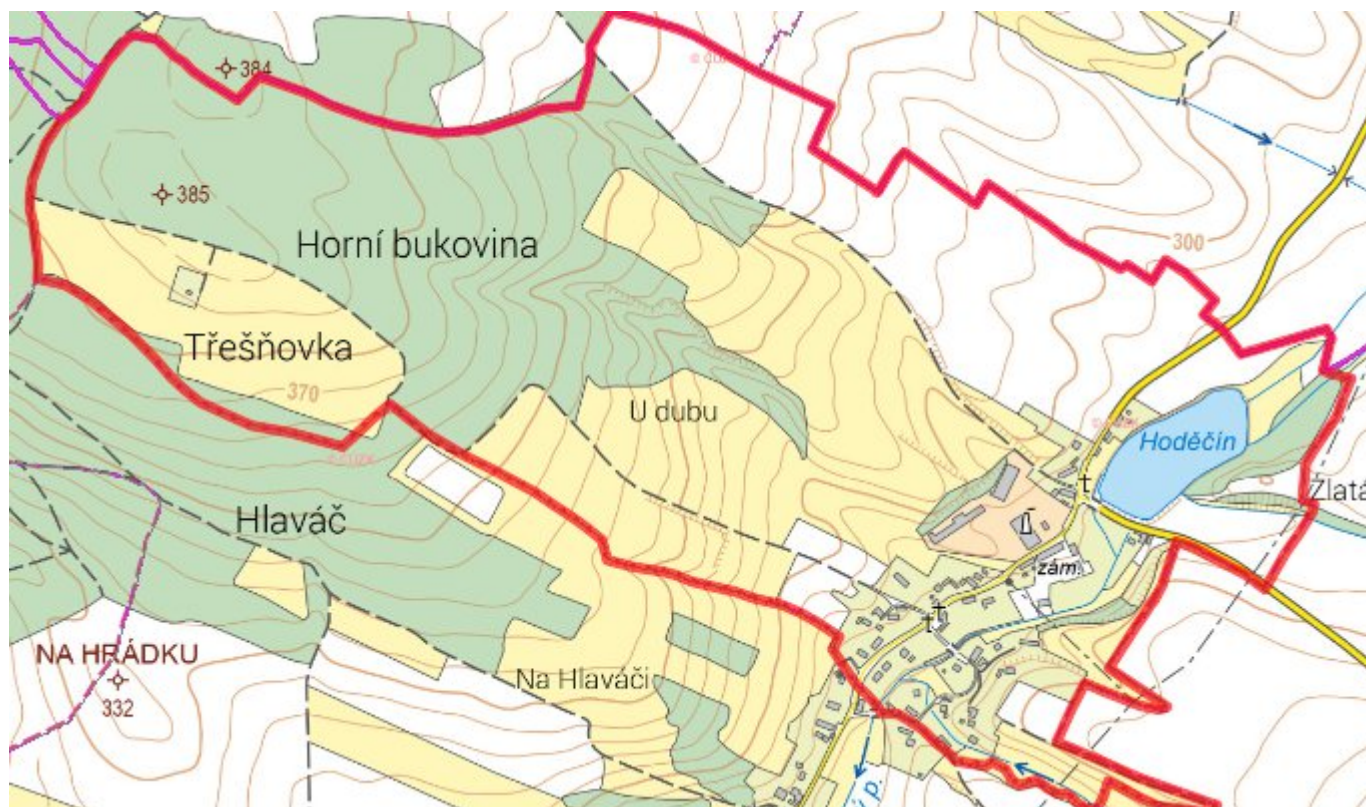 384
385
Horní bukovina
300
Třešňovka
370
U dubu
Hoděčín
Zlatá
Hlaváč
zám.
NA HRÁDKU
332
Na Hlaváči
p.